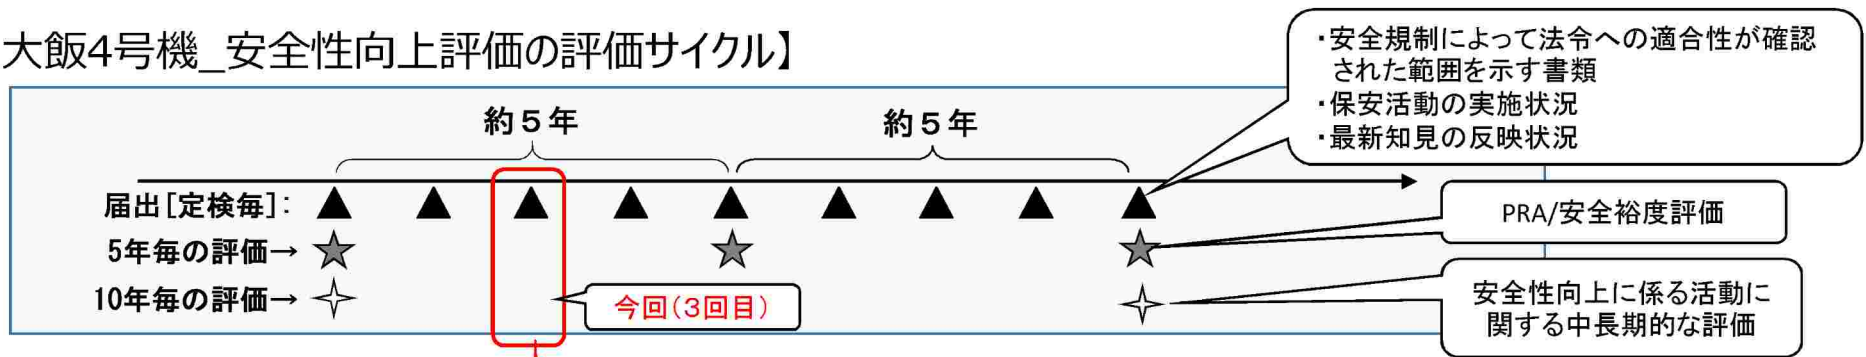 大飯4号機_安全性向上評価の評価サイクル】
・安全規制によって法令への適合性が確認
された範囲を示す書類
・保安活動の実施状況
・最新知見の反映状況
約5年
約5年
届出[定検毎]：
5年毎の評価→
10年毎の評価→
今回(3回目)
PRA/安全裕度評価
安全性向上に係る活動に
関する中長期的な評価